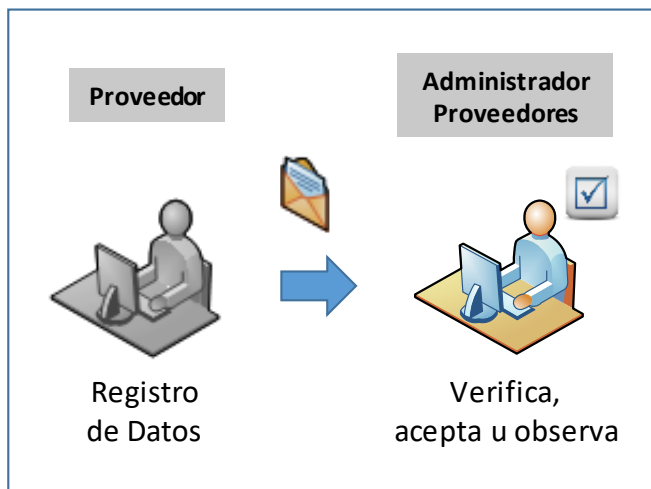 Proveedor
Administrador
Proveedores
Registro
de Datos
Verifica,
acepta u observa